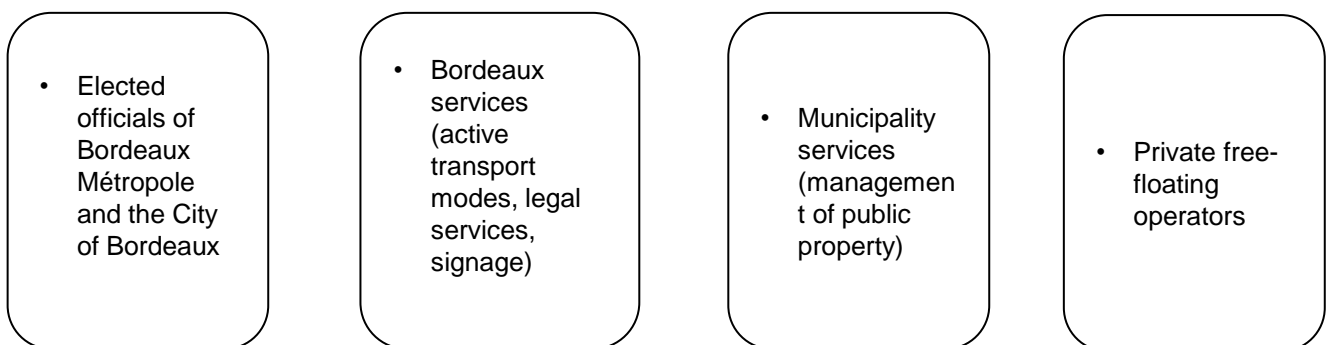 • Elected
officials of
Bordeaux
Métropole
and the City
of Bordeaux
• Bordeaux
services
(active
transport
modes, legal
services,
signage)
• Municipality
services
(managemen
t of public
property)
• Private free-
floating
operators